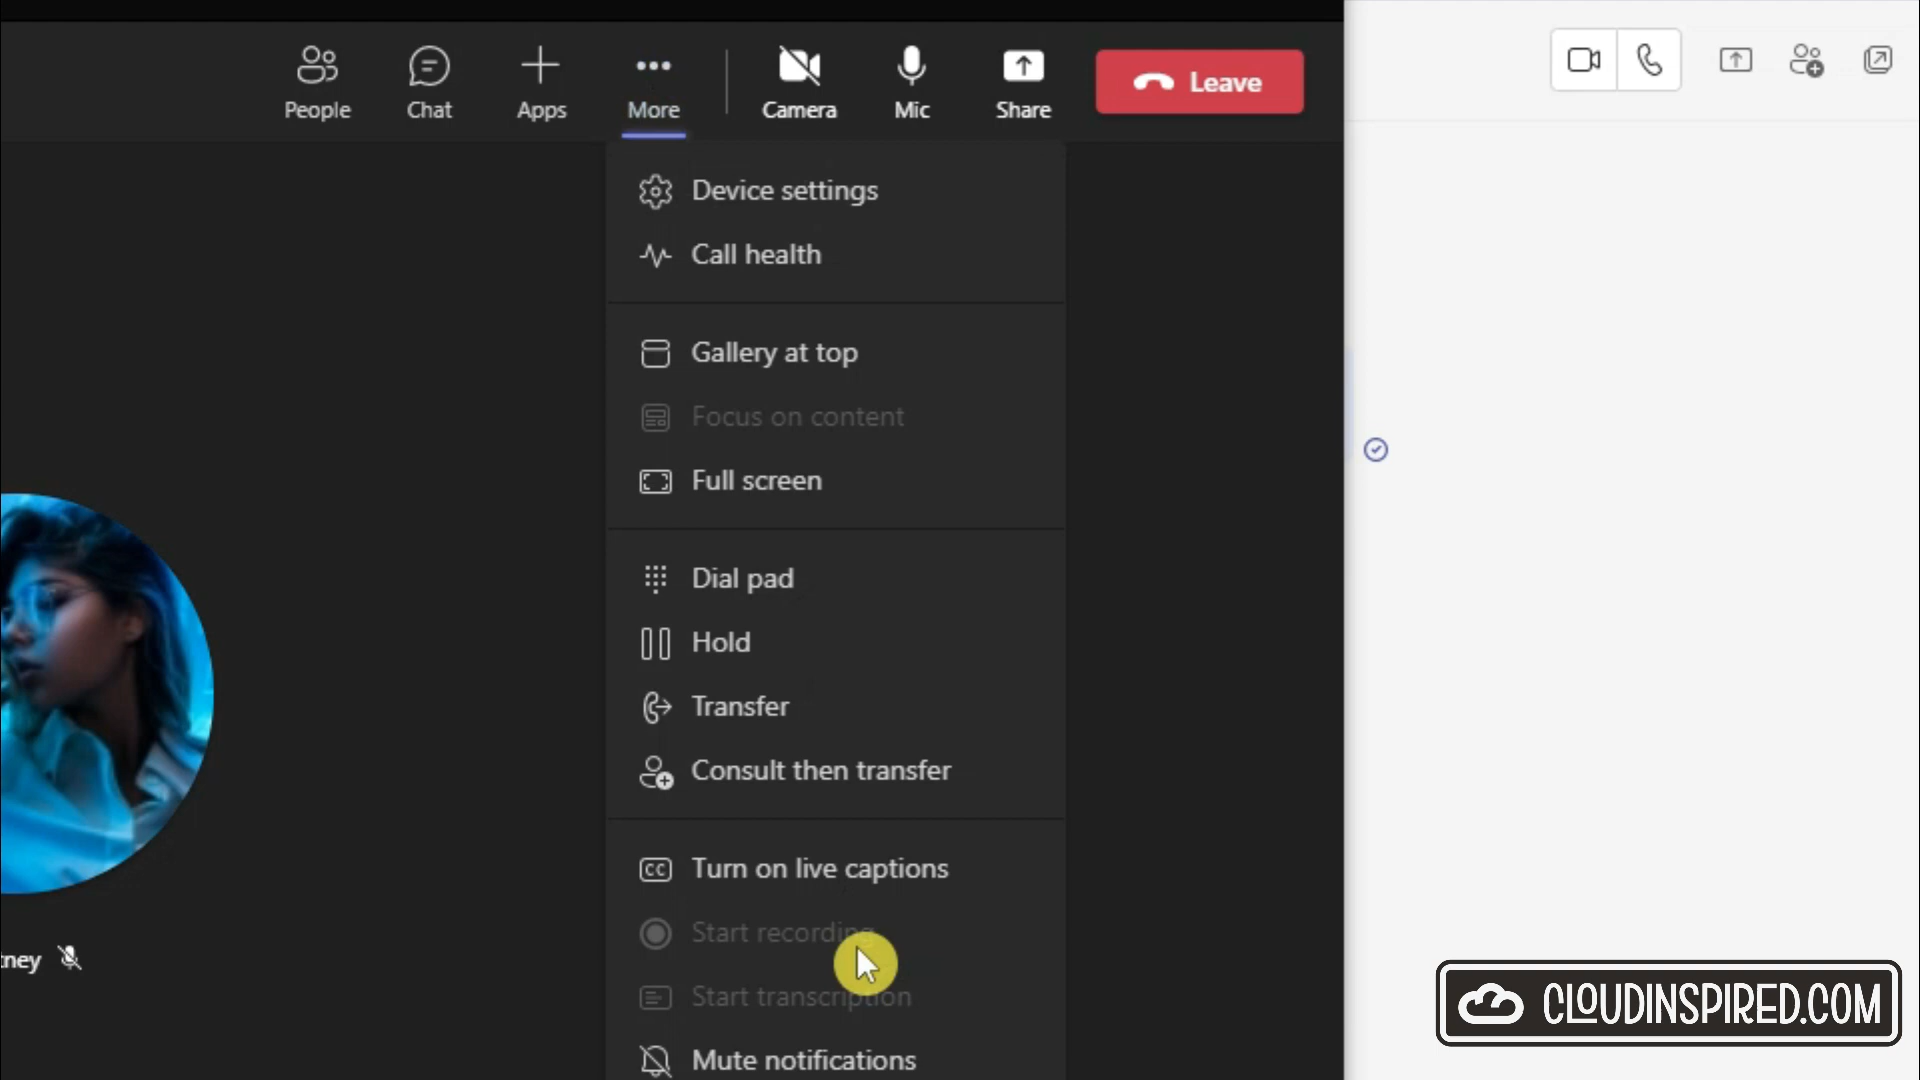 People
Chat
Apps
More
Camera
Mic
Share
Leave
Device settings
Call health
Gallery at top
Focus on content
Full screen
Dial pad
Hold
Transfer
Consult then transfer
CC Turn on live captions
Start recording
Start transcription
Mute notifications
tney
CLOUDINSPIRED.COM